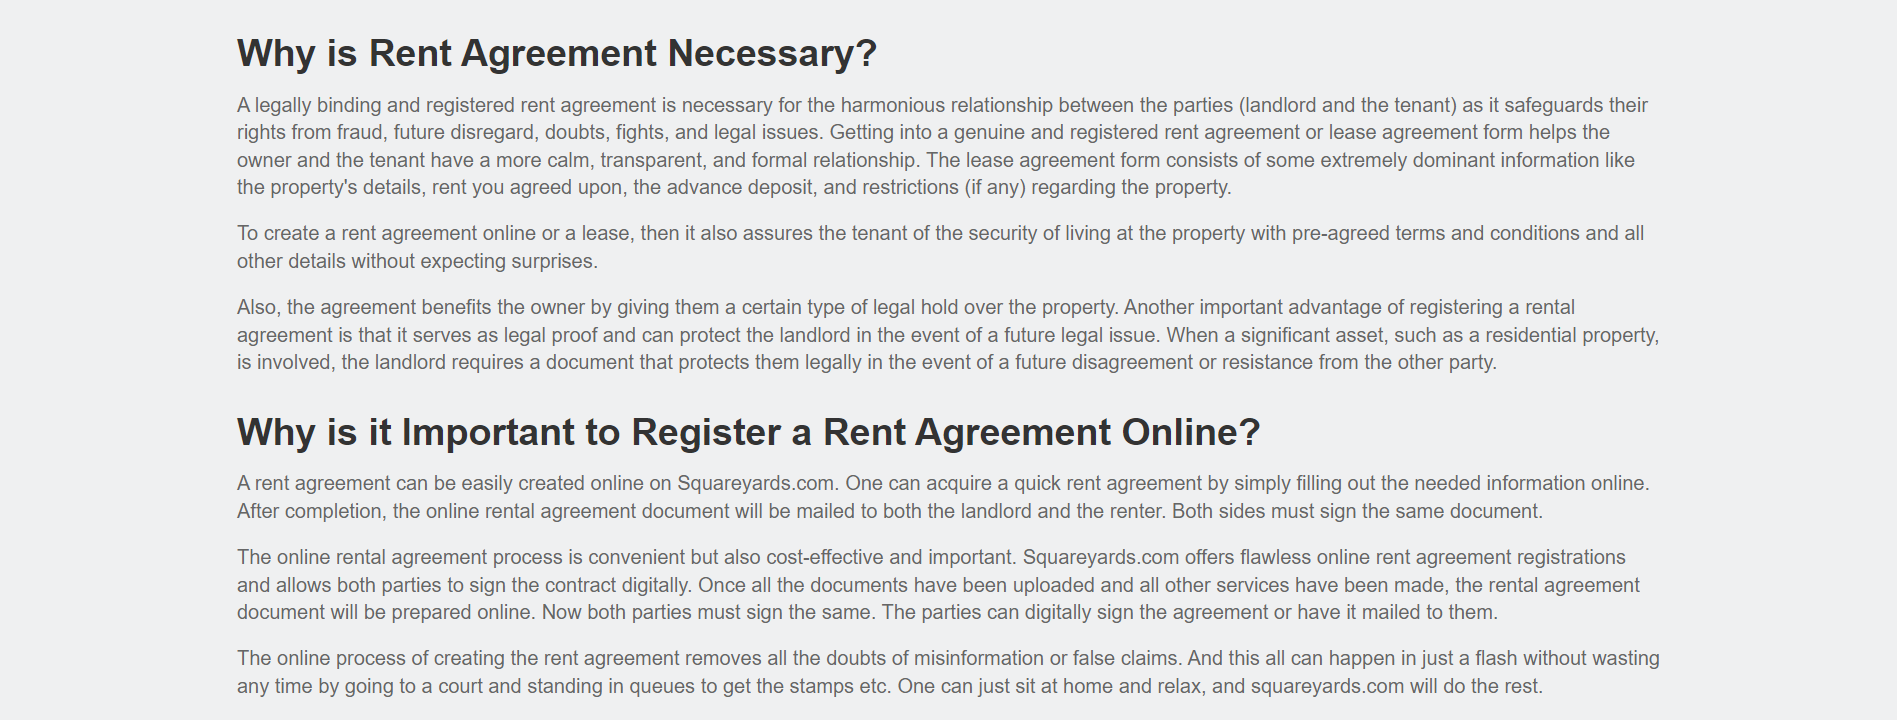 Why is Rent Agreement Necessary?
A legally binding and registered rent agreement is necessary for the harmonious relationship between the parties (landlord and the tenant) as it safeguards their
rights from fraud, future disregard, doubts, fights, and legal issues. Getting into a genuine and registered rent agreement or lease agreement form helps the
owner and the tenant have a more calm, transparent, and formal relationship. The lease agreement form consists of some extremely dominant information like
the property's details, rent you agreed upon, the advance deposit, and restrictions (if any) regarding the property.
To create a rent agreement online or a lease, then it also assures the tenant of the security of living at the property with pre-agreed terms and conditions and all
other details without expecting surprises.
Also, the agreement benefits the owner by giving them a certain type of legal hold over the property. Another important advantage of registering a rental
agreement is that it serves as legal proof and can protect the landlord in the event of a future legal issue. When a significant asset, such as a residential property,
is involved, the landlord requires a document that protects them legally in the event of a future disagreement or resistance from the other party.
Why is it Important to Register a Rent Agreement Online?
A rent agreement can be easily created online on Squareyards.com. One can acquire a quick rent agreement by simply filling out the needed information online.
After completion, the online rental agreement document will be mailed to both the landlord and the renter. Both sides must sign the same document.
The online rental agreement process is convenient but also cost-effective and important. Squareyards.com offers flawless online rent agreement registrations
and allows both parties to sign the contract digitally. Once all the documents have been uploaded and all other services have been made, the rental agreement
document will be prepared online. Now both parties must sign the same. The parties can digitally sign the agreement or have it mailed to them.
The online process of creating the rent agreement removes all the doubts of misinformation or false claims. And this all can happen in just a flash without wasting
any time by going to a court and standing in queues to get the stamps etc. One can just sit at home and relax, and squareyards.com will do the rest.